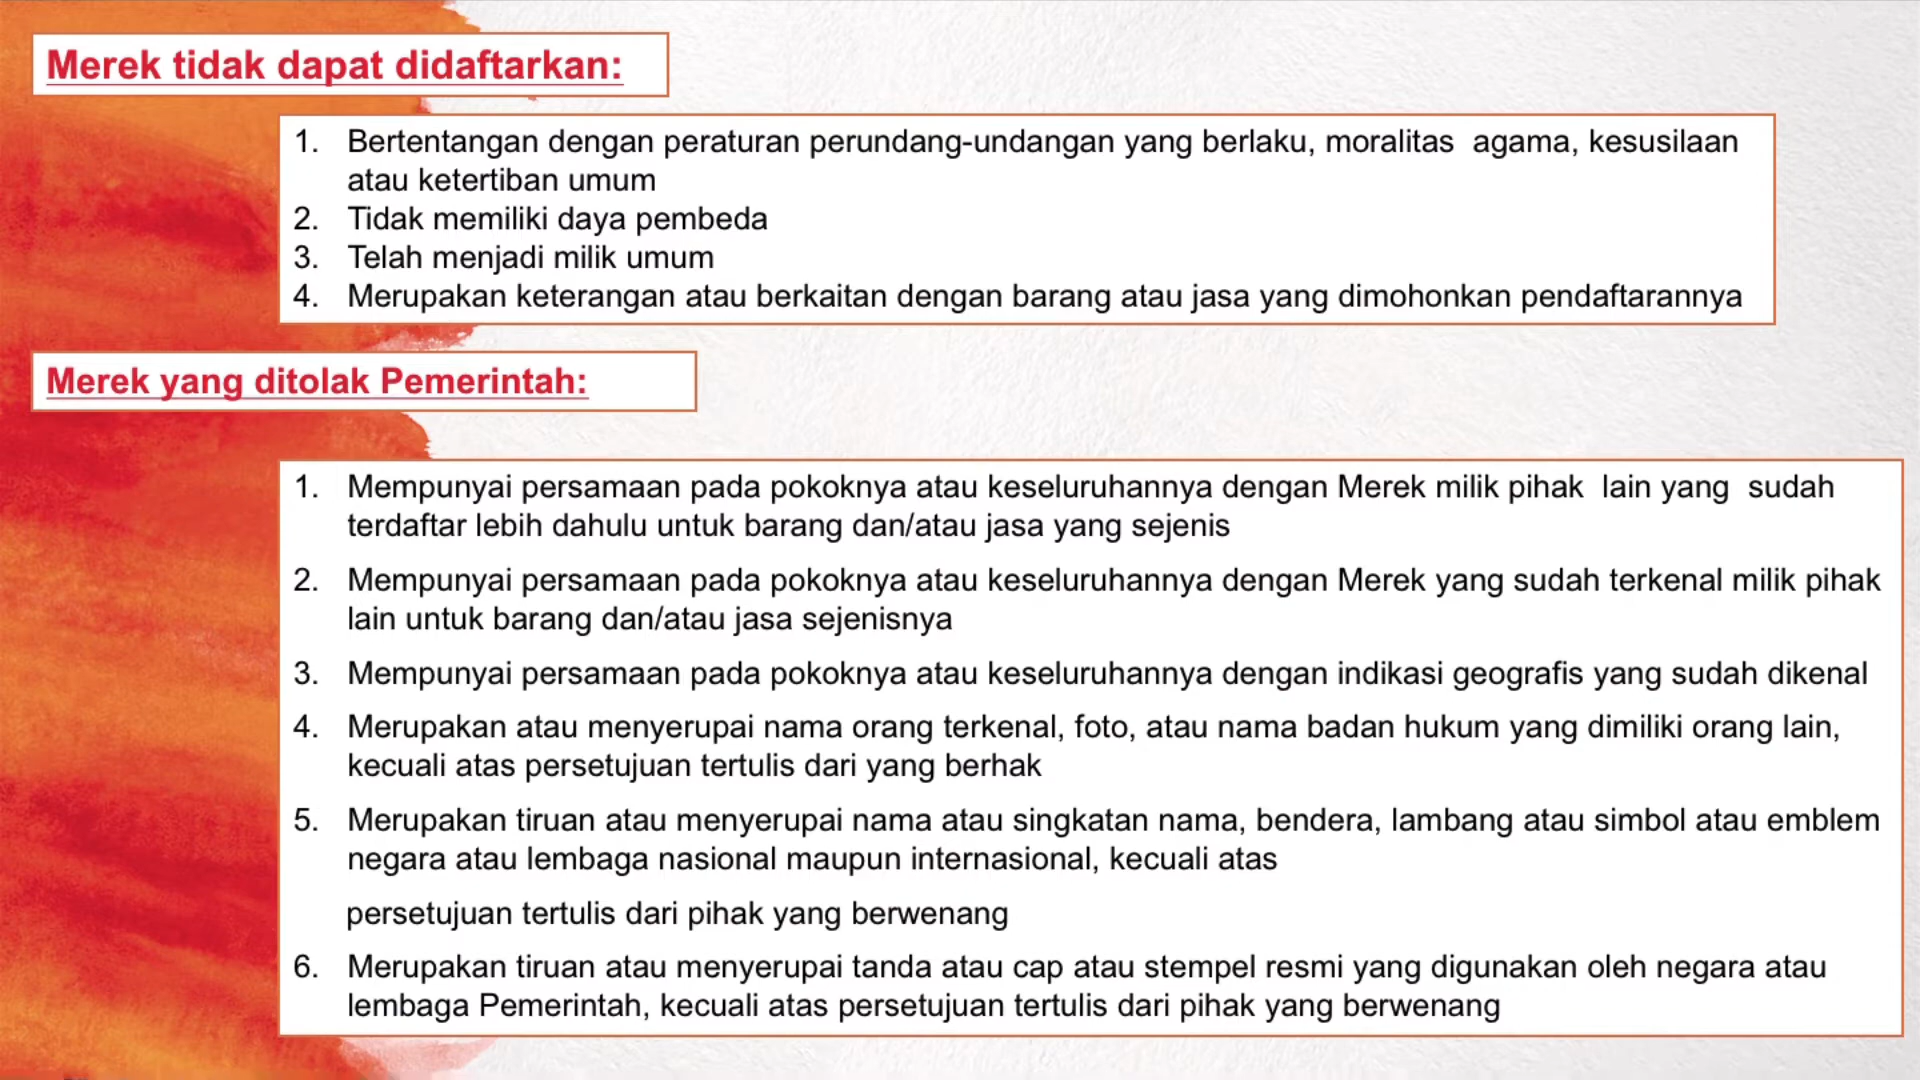 Merek tidak dapat didaftarkan:
1. Bertentangan dengan peraturan perundang-undangan yang berlaku, moralitas agama, kesusilaan
atau ketertiban umum
2. Tidak memiliki daya pembeda
3. Telah menjadi milik umum
4. Merupakan keterangan atau berkaitan dengan barang atau jasa yang dimohonkan pendaftarannya
Merek yang ditolak Pemerintah:
1. Mempunyai persamaan pada pokoknya atau keseluruhannya dengan Merek milik pihak lain yang sudah
terdaftar lebih dahulu untuk barang dan/atau jasa yang sejenis
2. Mempunyai persamaan pada pokoknya atau keseluruhannya dengan Merek yang sudah terkenal milik pihak
lain untuk barang dan/atau jasa sejenisnya
3. Mempunyai persamaan pada pokoknya atau keseluruhannya dengan indikasi geografis yang sudah dikenal
4. Merupakan atau menyerupai nama orang terkenal, foto, atau nama badan hukum yang dimiliki orang lain,
kecuali atas persetujuan tertulis dari yang berhak
5. Merupakan tiruan atau menyerupai nama atau singkatan nama, bendera, lambang atau simbol atau emblem
negara atau lembaga nasional maupun internasional, kecuali atas
persetujuan tertulis dari pihak yang berwenang
6. Merupakan tiruan atau menyerupai tanda atau cap atau stempel resmi yang digunakan oleh negara atau
lembaga Pemerintah, kecuali atas persetujuan tertulis dari pihak yang berwenang